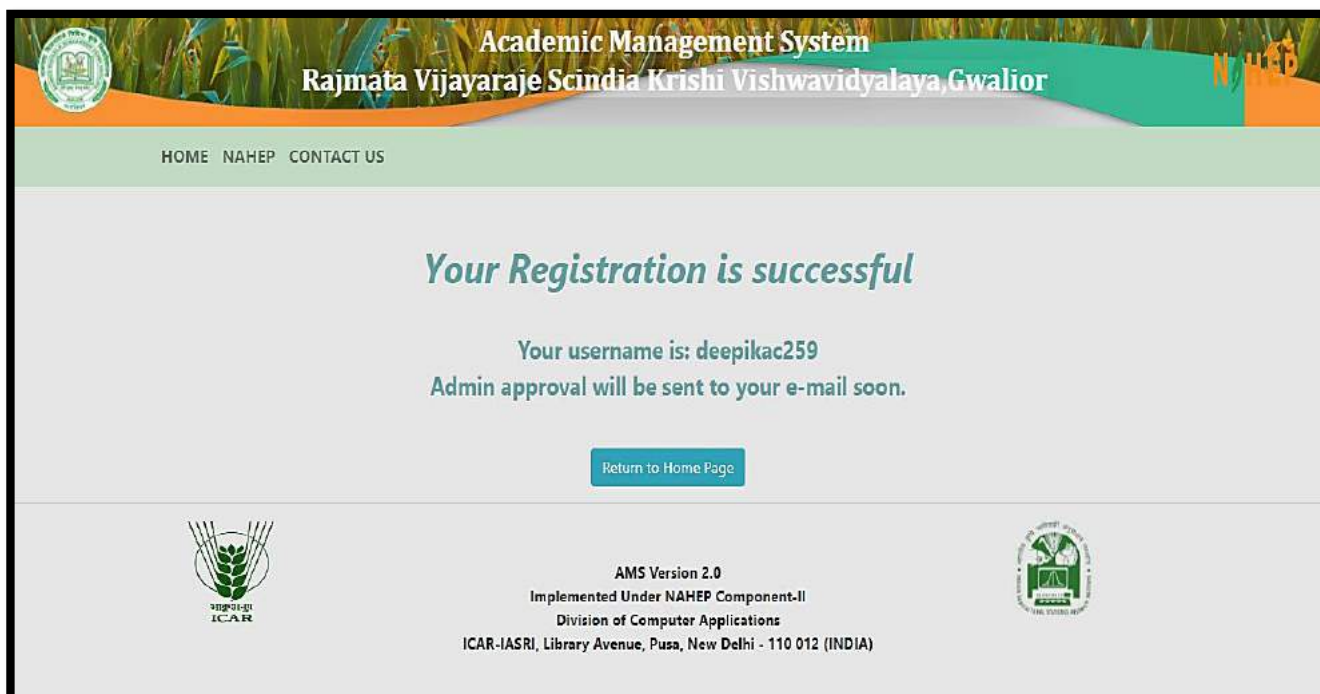 Academic Management System
Rajmata Vijayaraje Scindia Krishi Vishwavidyalaya,Gwalior
NAHEP
HOME NAHEP CONTACT US
Your Registration is successful
Your username is: deepikac259
Admin approval will be sent to your e-mail soon.
Return to Home Page
ICAR
AMS Version 2.0
Implemented Under NAHEP Component-II
Division of Computer Applications
ICAR-IASRI, Library Avenue, Pusa, New Delhi - 110 012 (INDIA)